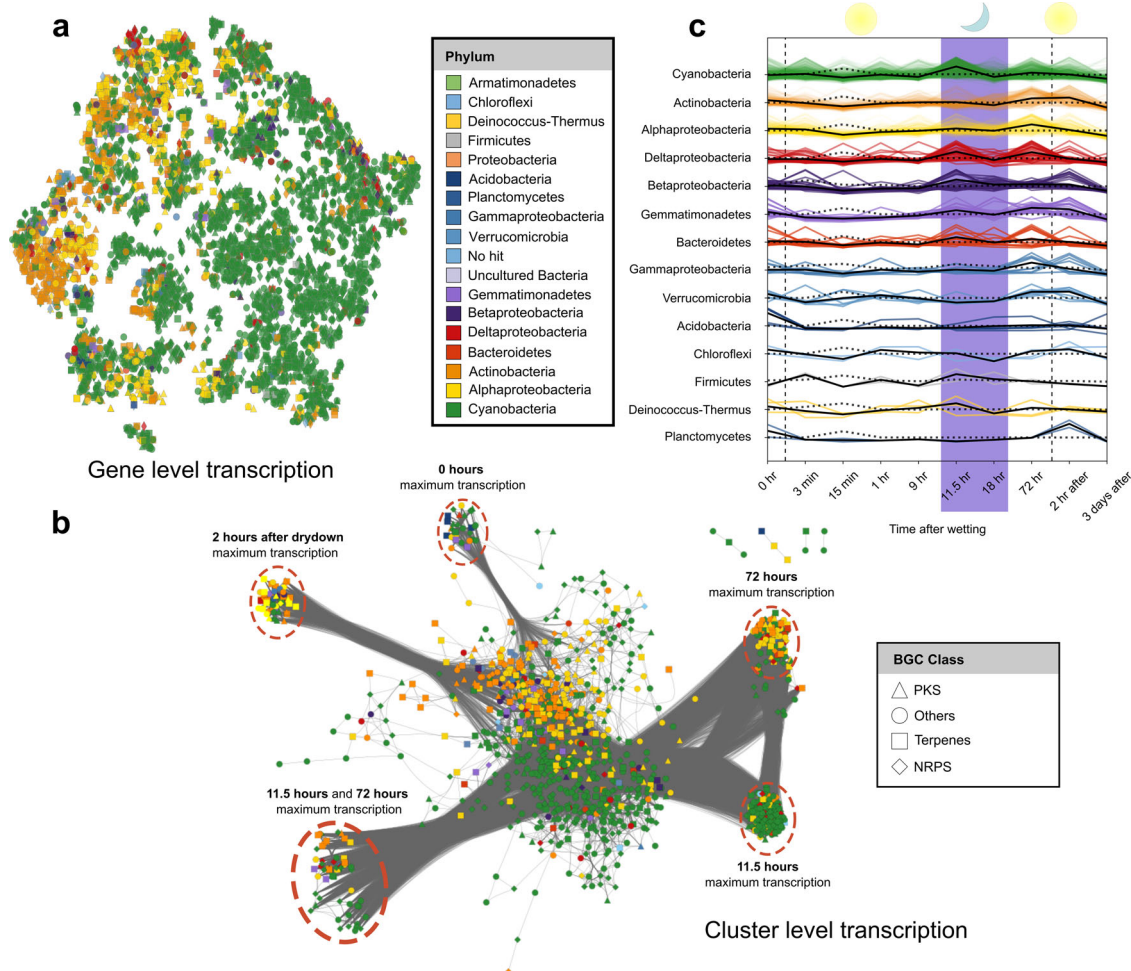 a
Phylum
Armatimonadetes
Chloroflexi
Deinococcus-Thermus
Firmicutes
Proteobacteria
Acidobacteria
Planctomycetes
Gammaproteobacteria
Verrucomicrobia
No hit
Uncultured Bacteria
Gemmatimonadetes
Betaproteobacteria
Deltaproteobacteria
Bacteroidetes
Actinobacteria
Alphaproteobacteria
Cyanobacteria
Gene level transcription
c
Cyanobacteria
Actinobacteria
Alphaproteobacteria
Deltaproteobacteria
Betaproteobacteria
Gemmatimonadetes
Bacteroidetes
Gammaproteobacteria
Verrucomicrobia
Acidobacteria
Chloroflexi
Firmicutes
Deinococcus-Thermus
Planctomycetes
0 hr
3 min
15 min
1 hr
9 hr
11.5 hr
18 hr
72 hr
2 hr after
3 days after
Time after wetting
b
0 hours
maximum transcription
2 hours after drydown
maximum transcription
72 hours
maximum transcription
11.5 hours and 72 hours
maximum transcription
11.5 hours
maximum transcription
Cluster level transcription
BGC Class
PKS
Others
Terpenes
NRPS